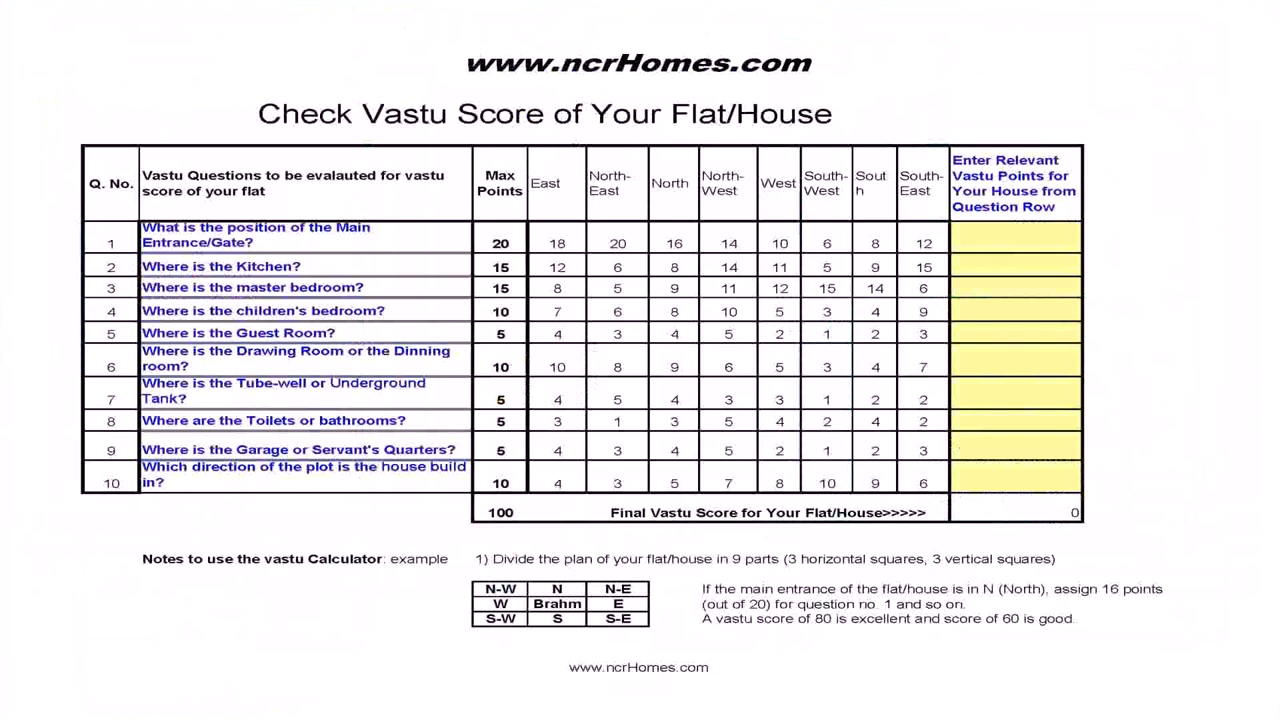 www.ncrHomes.com
Check Vastu Score of Your Flat/House
Q. No. Vastu Questions to be evalauted for vastu score of your flat Max Points East North-East North North-West West South-West Sout h South-East Enter Relevant Vastu Points for Your House from Question Row
1 What is the position of the Main Entrance/Gate? 20 18 20 16 14 10 6 8 12
2 Where is the Kitchen? 15 12 6 8 14 11 5 9 15
3 Where is the master bedroom? 15 8 5 9 11 12 15 14 6
4 Where is the children's bedroom? 10 7 6 8 10 5 3 4 9
5 Where is the Guest Room? 5 4 3 4 5 2 1 2 3
6 Where is the Drawing Room or the Dinning room? 10 10 8 9 6 5 3 4 7
7 Where is the Tube-well or Underground Tank? 5 4 5 4 3 3 1 2 2
8 Where are the Toilets or bathrooms? 5 3 1 3 5 4 2 4 2
9 Where is the Garage or Servant's Quarters? 5 4 3 4 5 2 1 2 3
10 Which direction of the plot is the house build in? 10 4 3 5 7 8 10 9 6
100 Final Vastu Score for Your Flat/House>>>>> 0
Notes to use the vastu Calculator: example 1) Divide the plan of your flat/house in 9 parts (3 horizontal squares, 3 vertical squares)
N-W N N-E
W Brahm E
S-W S S-E
If the main entrance of the flat/house is in N (North), assign 16 points
(out of 20) for question no. 1 and so on.
A vastu score of 80 is excellent and score of 60 is good.
www.ncrHomes.com